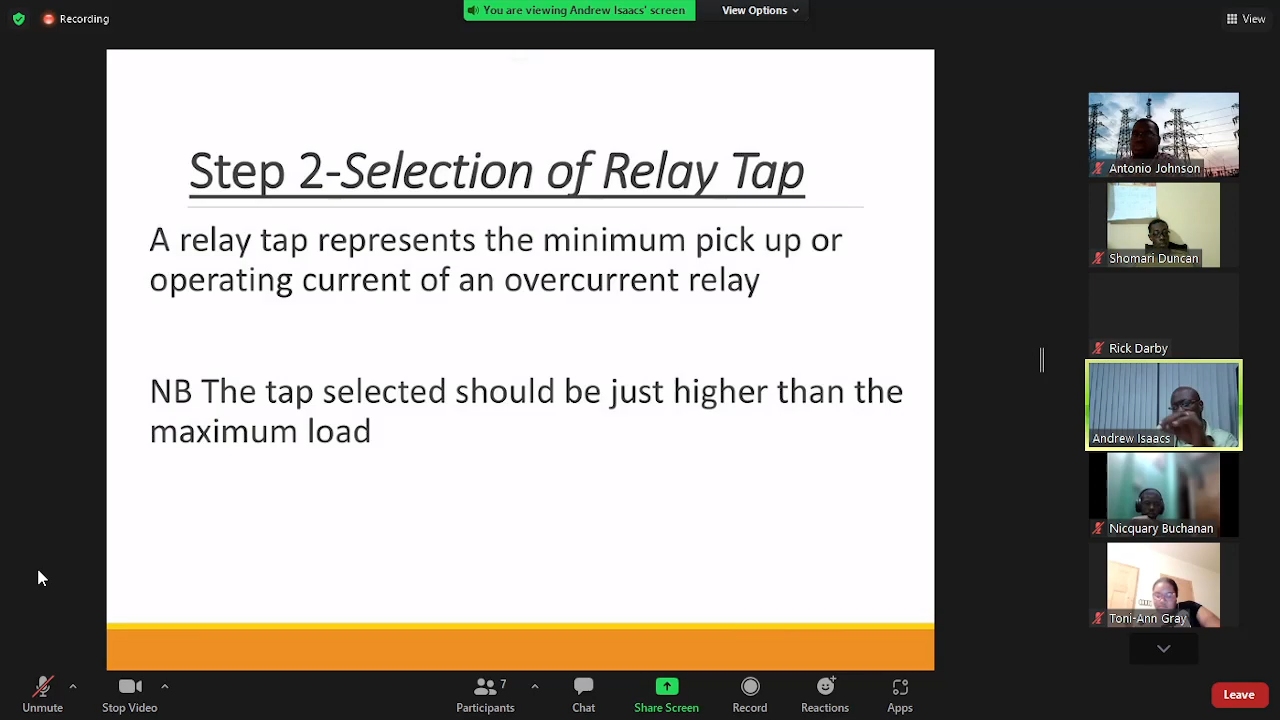 Recording
You are viewing Andrew Isaacs' screen
View Options
View
Step 2-Selection of Relay Tap
A relay tap represents the minimum pick up or
operating current of an overcurrent relay
NB The tap selected should be just higher than the
maximum load
Antonio Johnson
Shomari Duncan
Rick Darby
Andrew Isaacs
Nicquary Buchanan
Toni-Ann Gray
Unmute
Stop Video
Participants 7
Chat
Share Screen
Record
Reactions
Apps
Leave